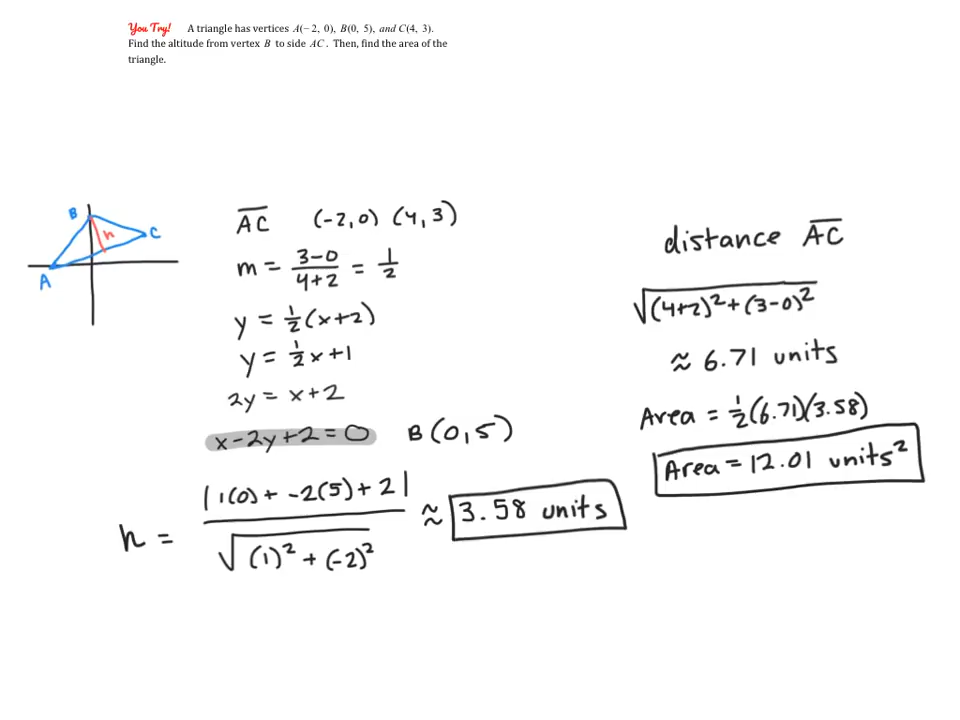 You Try! A triangle has vertices A(−2, 0), B(0, 5), and C(4, 3).
Find the altitude from vertex B to side AC. Then, find the area of the
triangle.
B
h
C
A
A̅C̅ (-2,0) (4,3)
m = (3-0)/(4+2) = 1/2
y = 1/2(x+2)
y = 1/2x+1
2y = x+2
x-2y+2=0 B(0,5)
h = |1(0) + -2(5) + 2| / √((1)² + (-2)²) ≈ 3.58 units
distance A̅C̅
√((4+2)²+(3-0)²)
≈ 6.71 units
Area = 1/2(6.71)(3.58)
Area = 12.01 units²